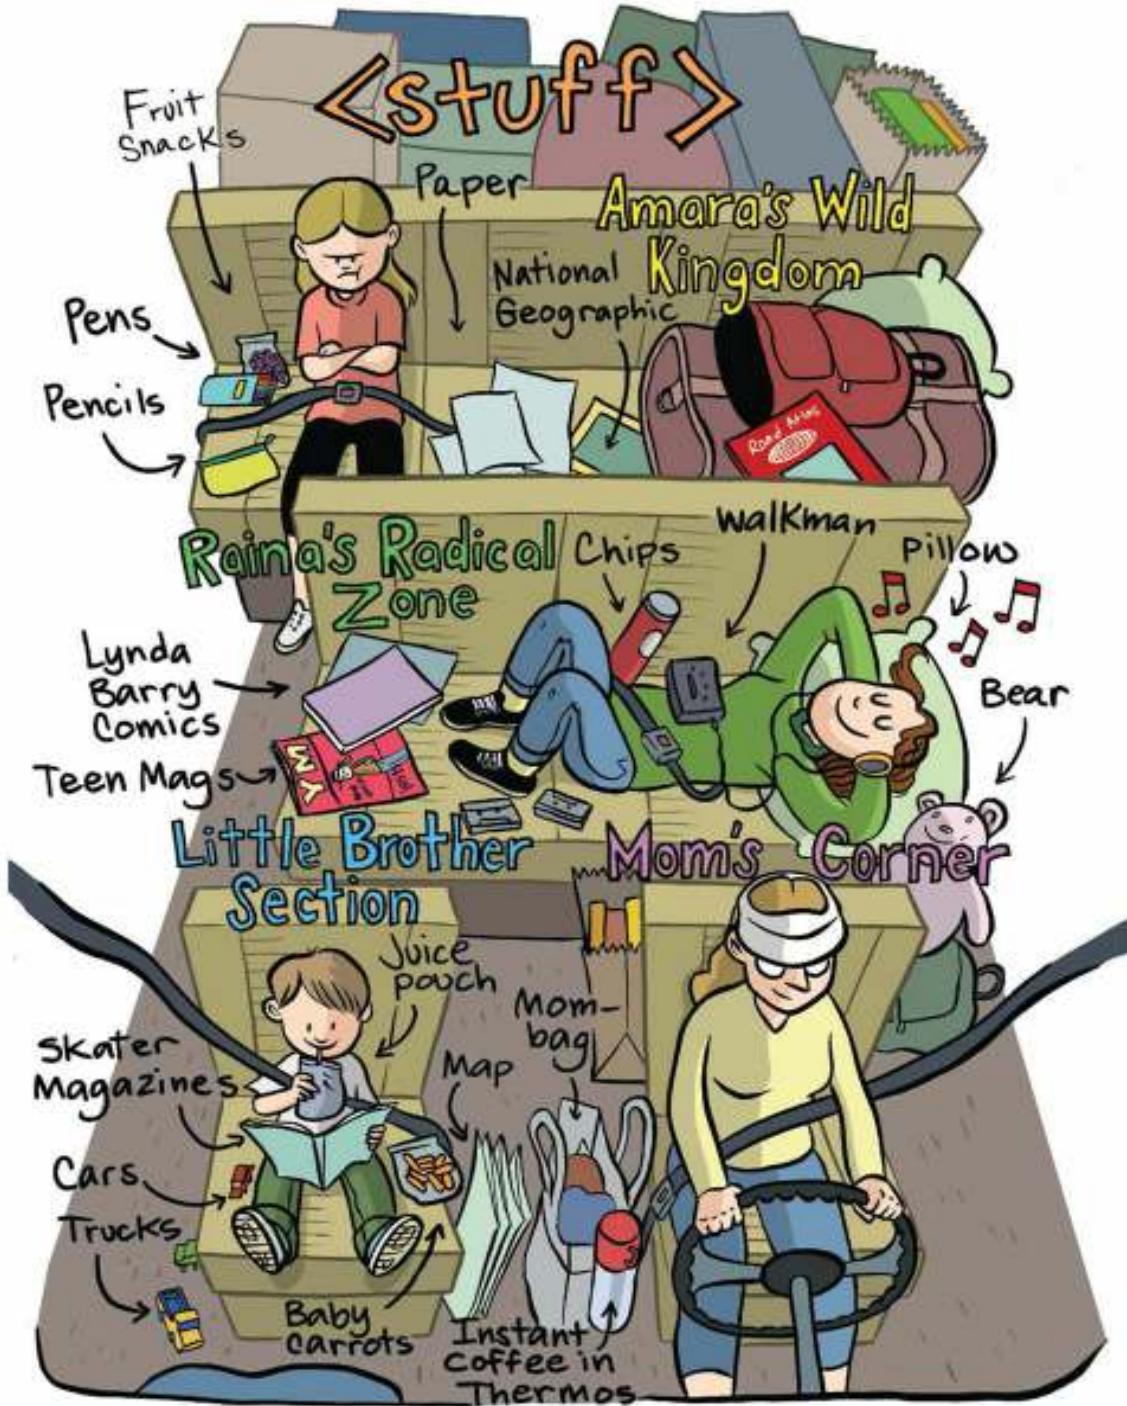 <stuff>
Fruit
Snacks
Paper
Amara's Wild
Kingdom
National
Geographic
Pens
Pencils
Road Atlas
Raina's Radical
Zone
Chips
Walkman
Pillow
Lynda
Barry
Comics
Bear
Teen Mags
YM
Little Brother
Section
Mom's Corner
Juice
pouch
Mom-
bag
Skater
Magazines
Map
Cars
Trucks
Baby
carrots
Instant
coffee in
Thermos